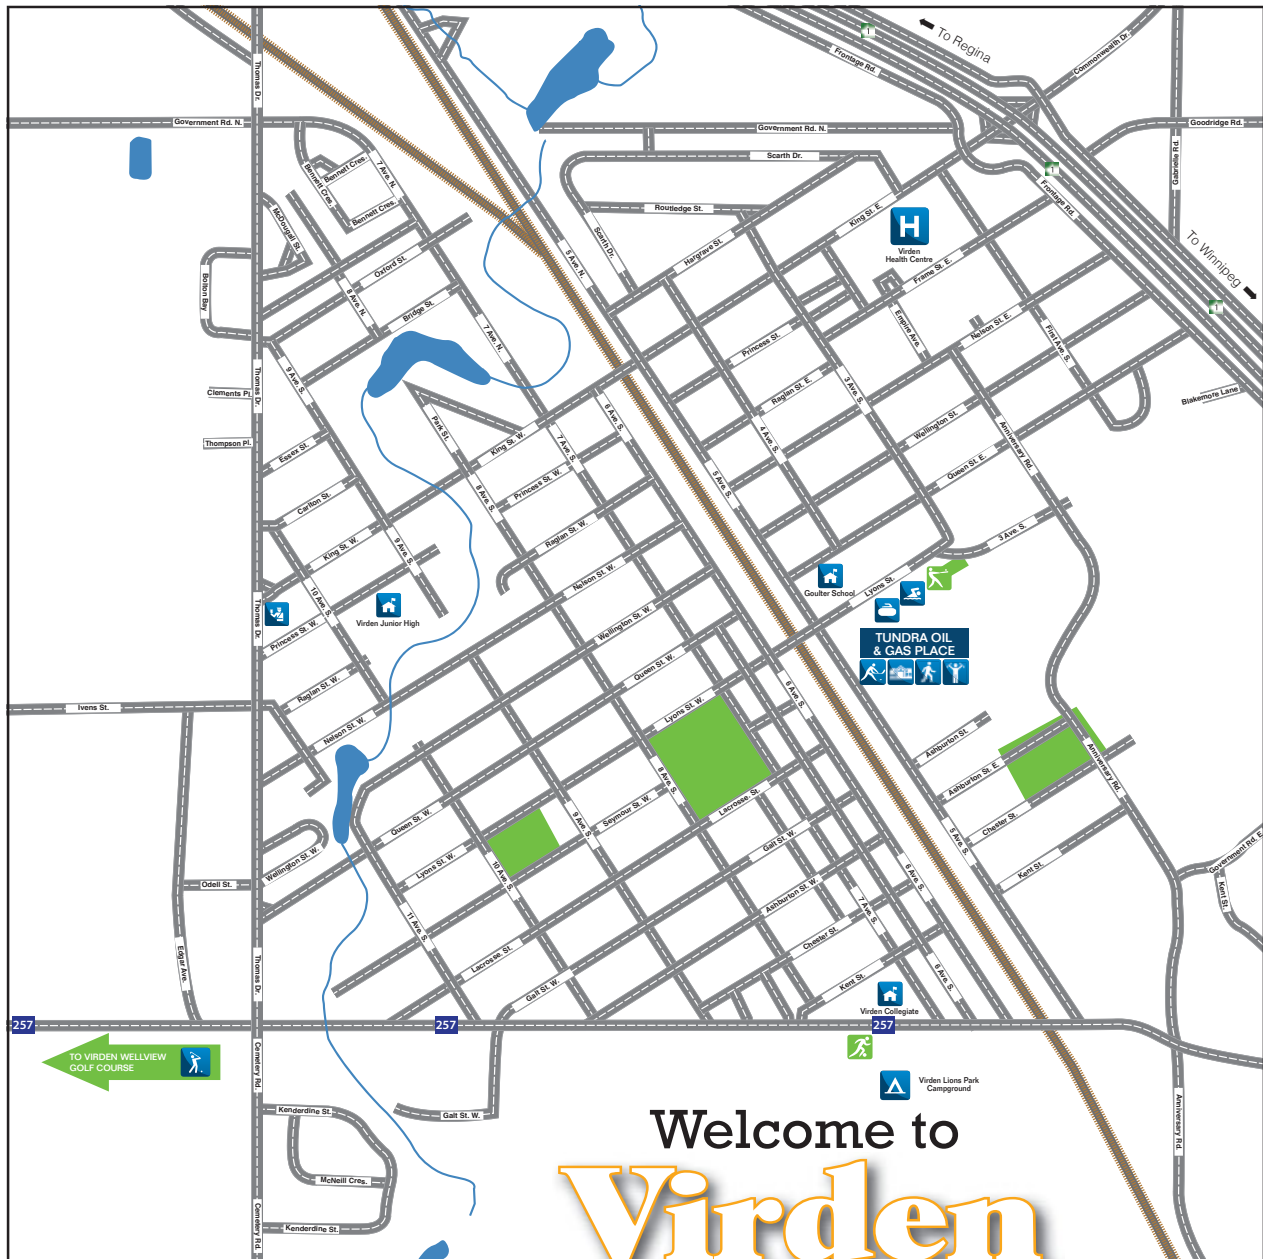 To Regina
1
Frontage Rd.
Commonwealth Dr.
Thomas Dr.
Government Rd. N.
Government Rd. N.
Goodridge Rd.
Scarth Dr.
Gabrielle Rd.
Bennett Cres.
Bennett Cres.
7 Ave. N.
Bennett Cres.
1
Frontage Rd.
McDougall St.
Routledge St.
King St. E.
H
Virden
Health Centre
Scarth Dr.
Hargrave St.
To Winnipeg
Oxford St.
6 Ave. N.
Frame St. E.
Bolton Bay
8 Ave. N.
Bridge St.
7 Ave. N.
1
Empire Ave.
Nelson St. E.
First Ave. S.
Princess St.
9 Ave. S.
Thomas Dr.
Clements Pl.
Raglan St. E.
3 Ave. S.
Blakemore Lane
Park St.
6 Ave. S.
Wellington St.
Thompson Pl.
Essex St.
King St. W.
7 Ave. S.
4 Ave. S.
Anniversary Rd.
Queen St. E.
Princess St. W.
5 Ave. S.
Carlton St.
8 Ave. S.
Raglan St. W.
King St. W.
9 Ave. S.
3 Ave. S.
Nelson St. W.
Goulter School
Lyons St.
10 Ave. S.
Thomas Dr.
Virden Junior High
Princess St. W.
Wellington St. W.
TUNDRA OIL
& GAS PLACE
Queen St. W.
Raglan St. W.
6 Ave. S.
Ivens St.
Lyons St. W.
Nelson St. W.
Ashburton St.
Anniversary Rd.
8 Ave. S.
Ashburton St. E.
Lacrosse. St.
Queen St. W.
9 Ave. S.
Seymour St. W.
Chester St.
5 Ave. S.
Galt St. W.
Government Rd. E.
Wellington St. W.
Lyons St. W.
10 Ave. S.
6 Ave. S.
Kent St.
Kent St.
Odell St.
Ashburton St. W.
11 Ave. S.
7 Ave. S.
Chester St.
Edgar Ave.
Lacrosse. St.
Thomas Dr.
Kent St.
6 Ave. S.
Galt St. W.
Virden Collegiate
257
257
257
TO VIRDEN WELLVIEW
GOLF COURSE
Cemetery Rd.
Virden Lions Park
Campground
Kenderdine St.
Galt St. W.
Anniversary Rd.
Welcome to
McNeill Cres.
Virden
Cemetery Rd.
Kenderdine St.